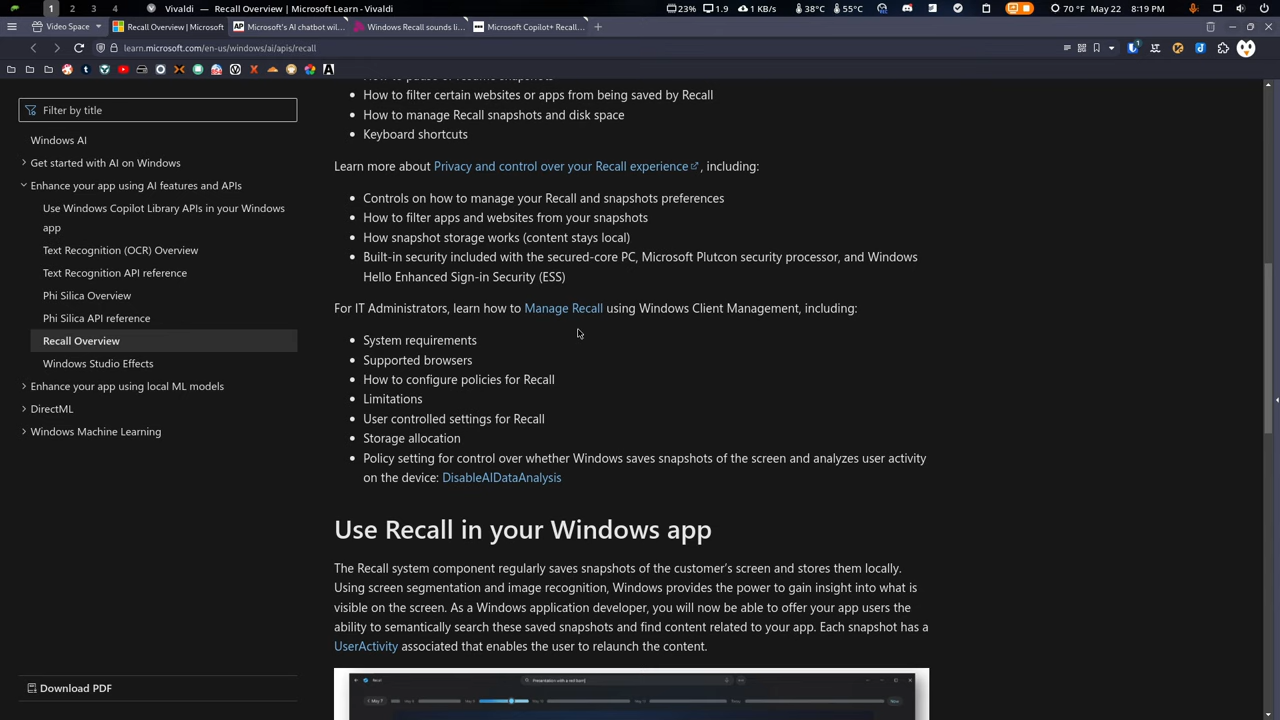 1 2 3 4 Vivaldi • Recall Overview | Microsoft Learn - Vivaldi 23% 1.9 38°C 55°C 70 °F May 22 8:19 PM
Video Space Recall Overview | Microsoft Microsoft's AI chatbot wil... Windows Recall sounds li... Microsoft Copilot+ Recall...
learn.microsoft.com/en-us/windows/ai/apis/recall
Filter by title
Windows AI
Get started with AI on Windows
Enhance your app using AI features and APIs
Use Windows Copilot Library APIs in your Windows
app
Text Recognition (OCR) Overview
Text Recognition API reference
Phi Silica Overview
Phi Silica API reference
Recall Overview
Windows Studio Effects
Enhance your app using local ML models
DirectML
Windows Machine Learning
Download PDF
How to pause or resume snapshots
How to filter certain websites or apps from being saved by Recall
How to manage Recall snapshots and disk space
Keyboard shortcuts
Learn more about Privacy and control over your Recall experience, including:
Controls on how to manage your Recall and snapshots preferences
How to filter apps and websites from your snapshots
How snapshot storage works (content stays local)
Built-in security included with the secured-core PC, Microsoft Plutcon security processor, and Windows
Hello Enhanced Sign-in Security (ESS)
For IT Administrators, learn how to Manage Recall using Windows Client Management, including:
System requirements
Supported browsers
How to configure policies for Recall
Limitations
User controlled settings for Recall
Storage allocation
Policy setting for control over whether Windows saves snapshots of the screen and analyzes user activity
on the device: DisableAIDataAnalysis
Use Recall in your Windows app
The Recall system component regularly saves snapshots of the customer's screen and stores them locally.
Using screen segmentation and image recognition, Windows provides the power to gain insight into what is
visible on the screen. As a Windows application developer, you will now be able to offer your app users the
ability to semantically search these saved snapshots and find content related to your app. Each snapshot has a
UserActivity associated that enables the user to relaunch the content.
Recall
May 7 Now